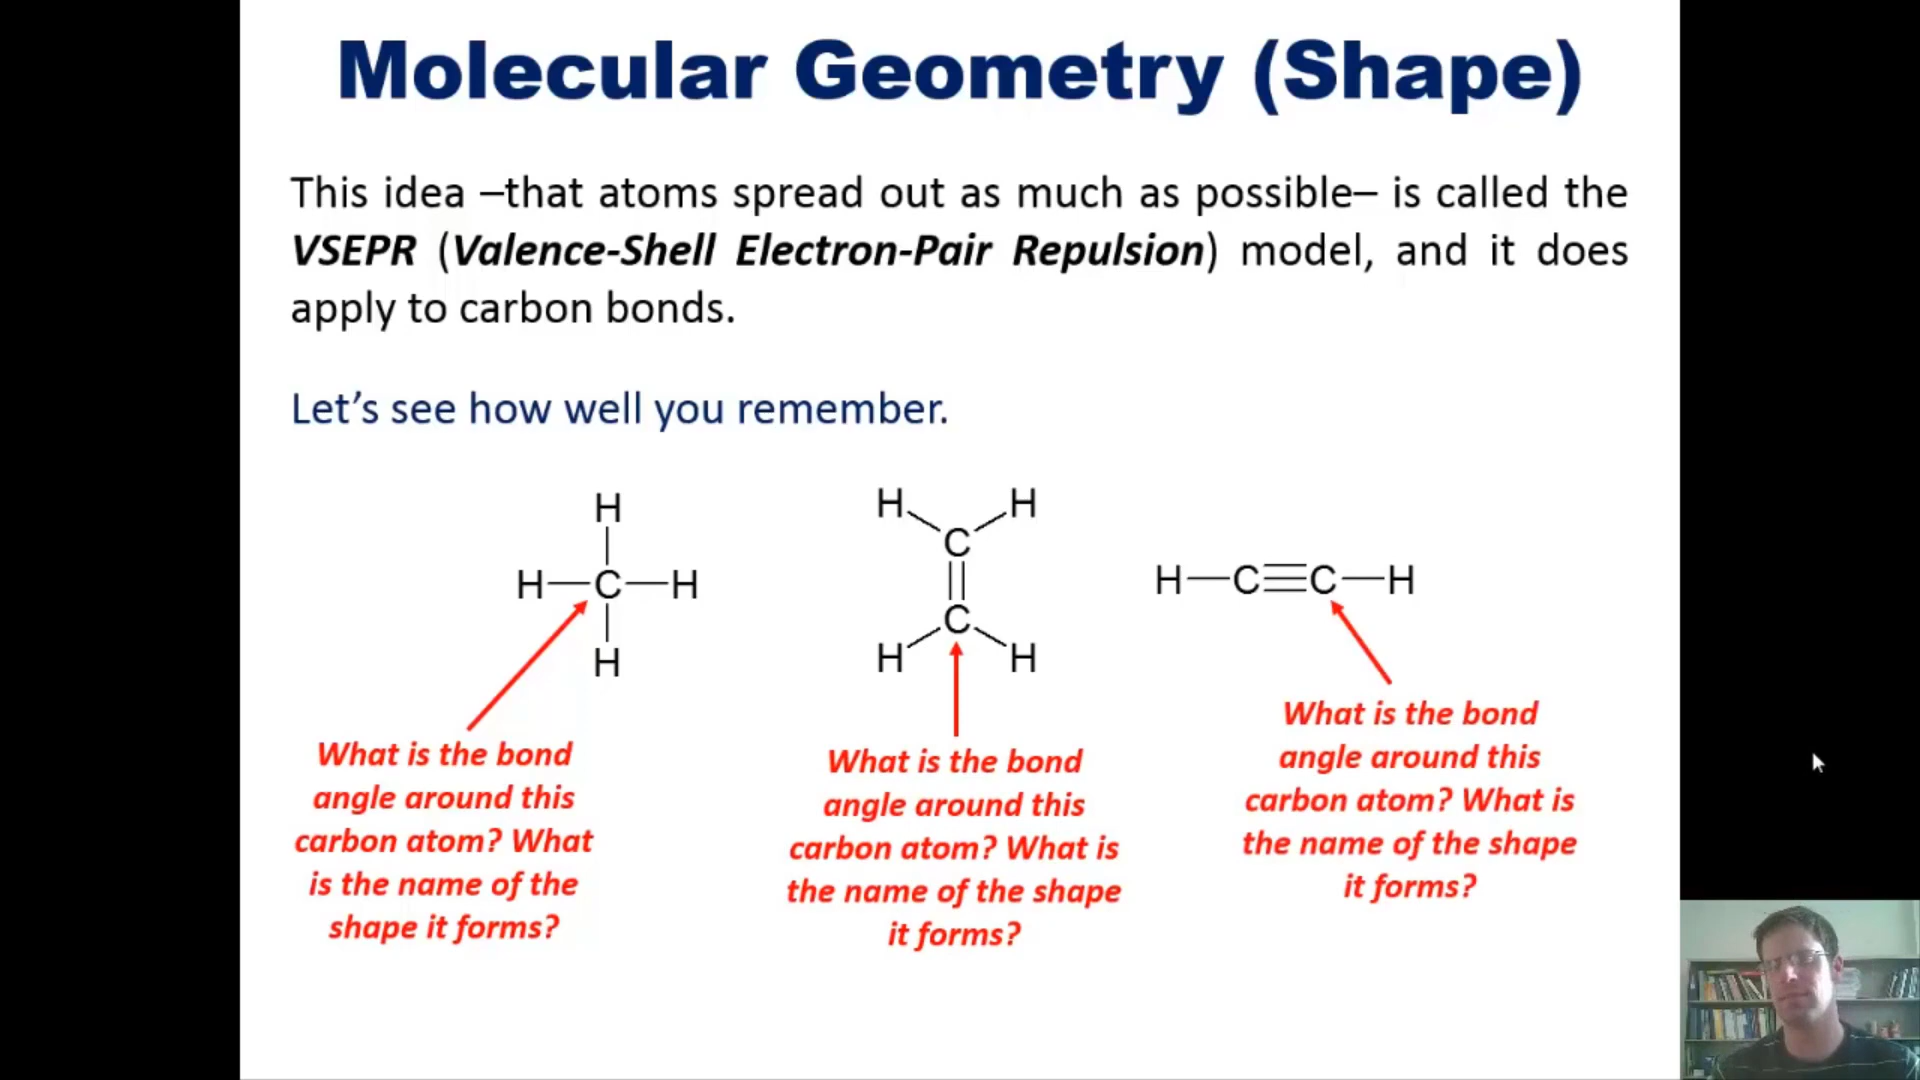 Molecular Geometry (Shape)
This idea –that atoms spread out as much as possible– is called the
VSEPR (Valence-Shell Electron-Pair Repulsion) model, and it does
apply to carbon bonds.
Let's see how well you remember.
H
H—C—H
H
H H
C
||
C
H H
H—C≡C—H
What is the bond
angle around this
carbon atom? What
is the name of the
shape it forms?
What is the bond
angle around this
carbon atom? What is
the name of the shape
it forms?
What is the bond
angle around this
carbon atom? What is
the name of the shape
it forms?